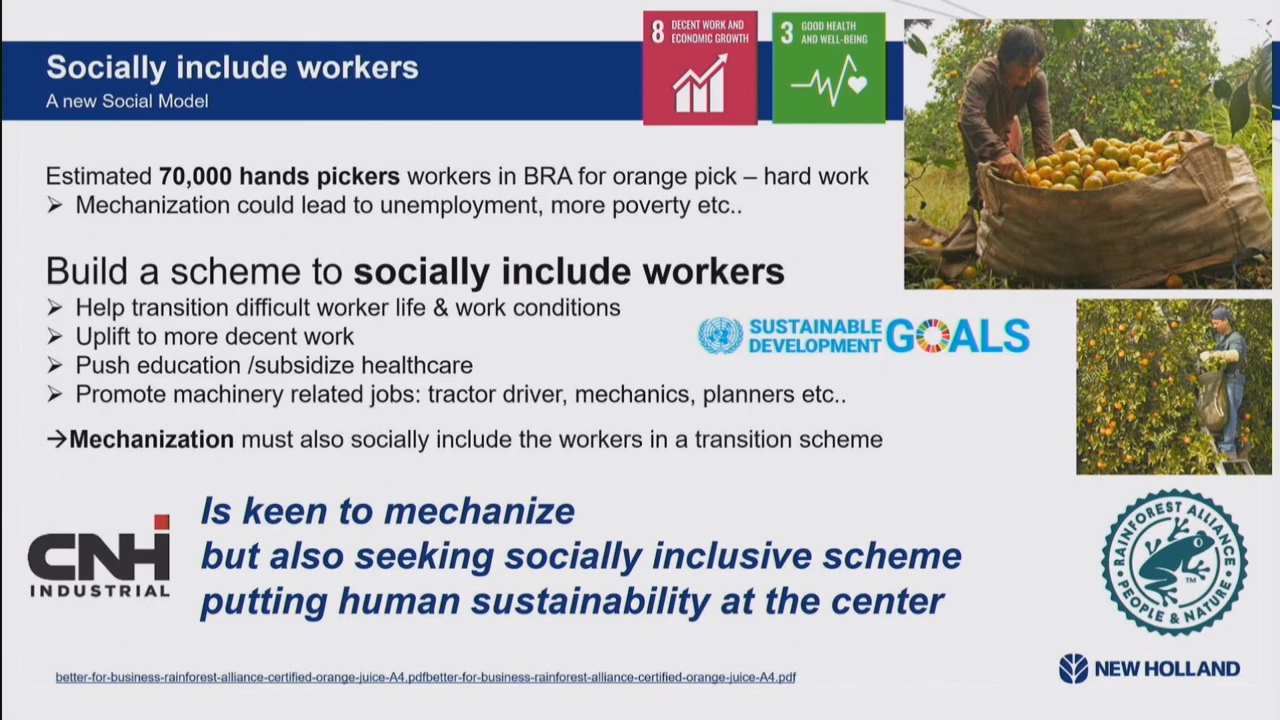 Socially include workers
A new Social Model
8 DECENT WORK AND
ECONOMIC GROWTH
3 GOOD HEALTH
AND WELL-BEING
Estimated 70,000 hands pickers workers in BRA for orange pick – hard work
➢ Mechanization could lead to unemployment, more poverty etc..
Build a scheme to socially include workers
➢ Help transition difficult worker life & work conditions
➢ Uplift to more decent work
➢ Push education /subsidize healthcare
➢ Promote machinery related jobs: tractor driver, mechanics, planners etc..
SUSTAINABLE
DEVELOPMENT GOALS
→Mechanization must also socially include the workers in a transition scheme
CNH
INDUSTRIAL
Is keen to mechanize
but also seeking socially inclusive scheme
putting human sustainability at the center
RAINFOREST ALLIANCE
PEOPLE & NATURE
TM
NEW HOLLAND
better-for-business-rainforest-alliance-certified-orange-juice-A4.pdfbetter-for-business-rainforest-alliance-certified-orange-juice-A4.pdf